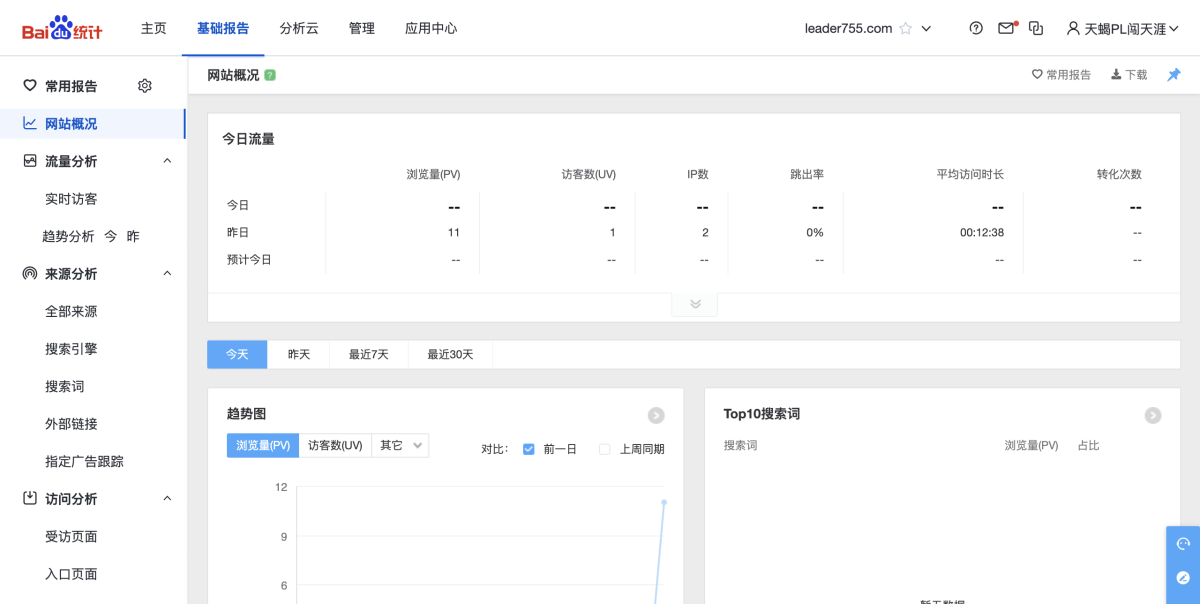 Bai du 统计
主页
基础报告
分析云
管理
应用中心
leader755.com
天蝎PL闯天涯
常用报告
网站概况
流量分析
实时访客
趋势分析 今 昨
来源分析
全部来源
搜索引擎
搜索词
外部链接
指定广告跟踪
访问分析
受访页面
入口页面
网站概况 ?
常用报告
下载
今日流量
浏览量(PV) 访客数(UV) IP数 跳出率 平均访问时长 转化次数
今日 -- -- -- -- -- --
昨日 11 1 2 0% 00:12:38 --
预计今日 -- -- -- -- -- --
今天 昨天 最近7天 最近30天
趋势图
浏览量(PV) 访客数(UV) 其它
对比: 前一日 上周同期
12
9
6
Top10搜索词
搜索词 浏览量(PV) 占比
暂无数据